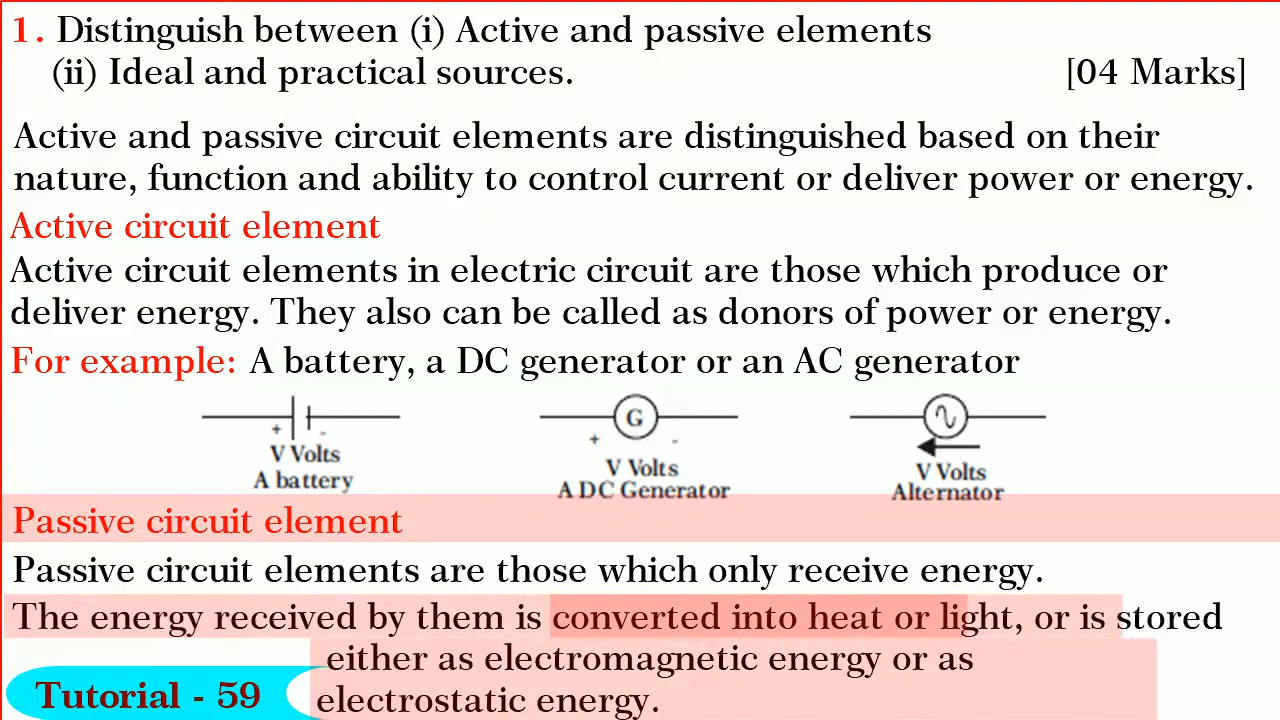 1. Distinguish between (i) Active and passive elements
(ii) Ideal and practical sources. [04 Marks]
Active and passive circuit elements are distinguished based on their
nature, function and ability to control current or deliver power or energy.
Active circuit element
Active circuit elements in electric circuit are those which produce or
deliver energy. They also can be called as donors of power or energy.
For example: A battery, a DC generator or an AC generator
G
+ - + -
V Volts V Volts V Volts
A battery A DC Generator Alternator
Passive circuit element
Passive circuit elements are those which only receive energy.
The energy received by them is converted into heat or light, or is stored
either as electromagnetic energy or as
electrostatic energy.
Tutorial - 59